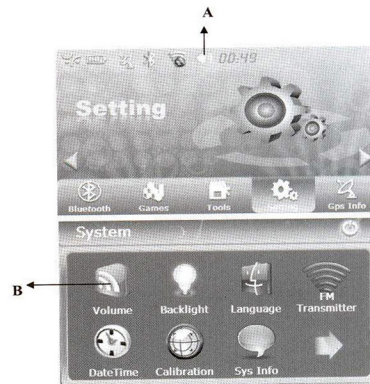 A
00:49
Setting
Bluetooth Games Tools Gps Info
System
B
Volume Backlight Language FM
Transmitter
DateTime Calibration Sys Info